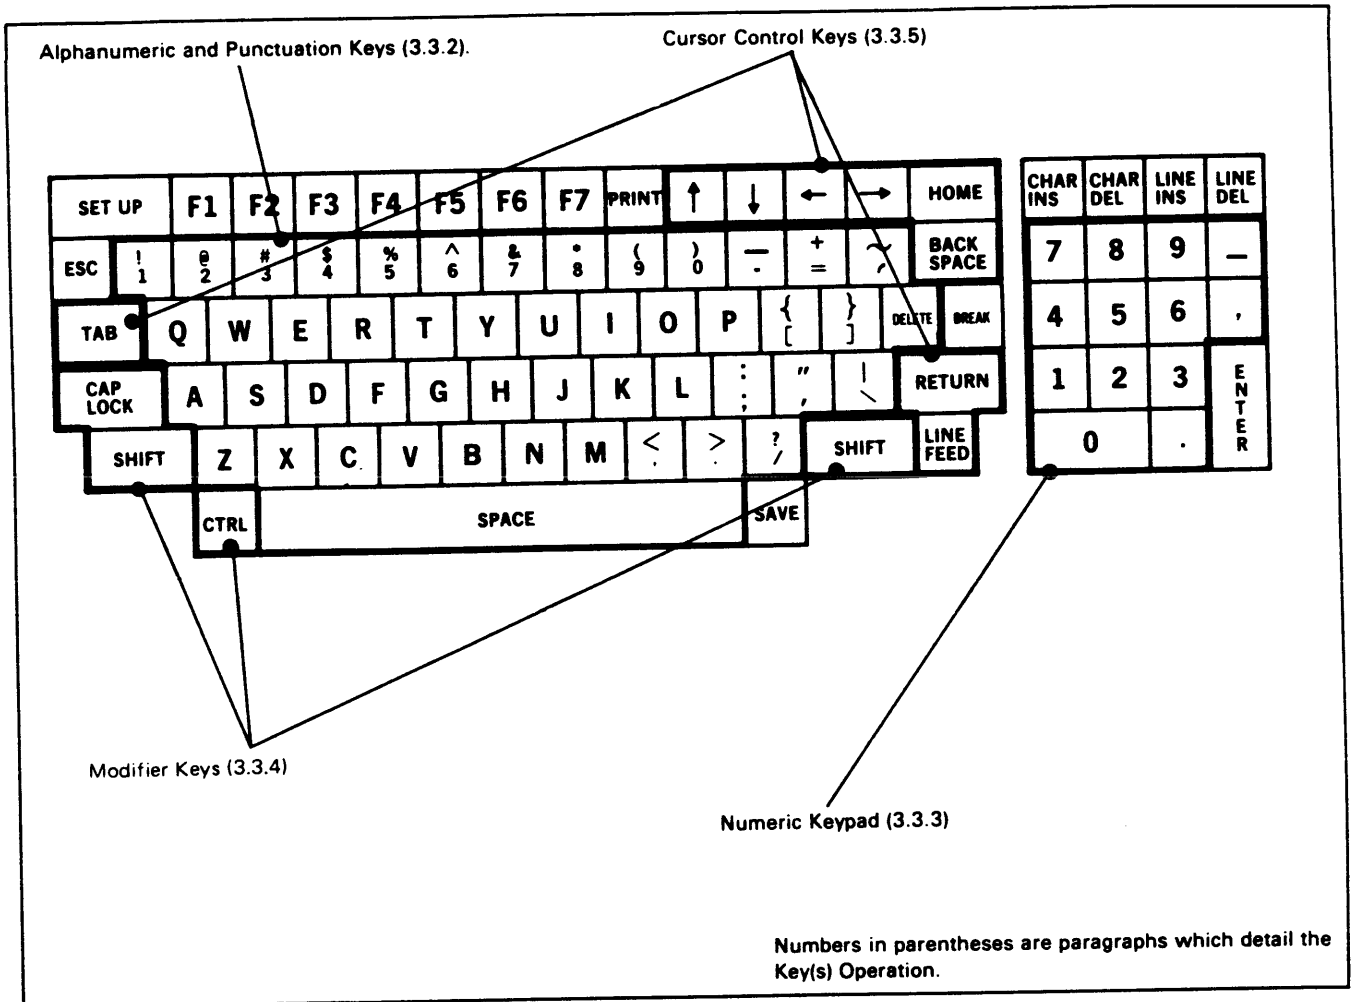 Alphanumeric and Punctuation Keys (3.3.2).
Cursor Control Keys (3.3.5)
SET UP F1 F2 F3 F4 F5 F6 F7 PRINT ↑ ↓ ← → HOME
CHAR INS CHAR DEL LINE INS LINE DEL
ESC ! 1 @ 2 # 3 $ 4 % 5 ^ 6 & 7 * 8 ( 9 ) 0 — - + = ~ ՛ BACK SPACE
7 8 9 —
TAB Q W E R T Y U I O P { [ } ] DELETE BREAK
4 5 6 ,
CAP LOCK A S D F G H J K L : ; " , | \ RETURN
1 2 3 ENTER
SHIFT Z X C V B N M < , > . ? / SHIFT LINE FEED
0 .
CTRL SPACE SAVE
Modifier Keys (3.3.4)
Numeric Keypad (3.3.3)
Numbers in parentheses are paragraphs which detail the
Key(s) Operation.